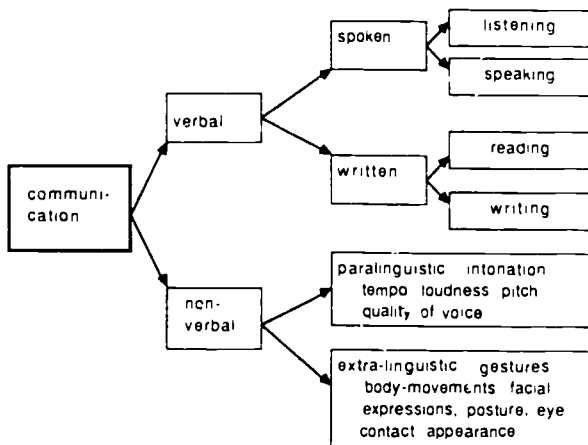 listening
spoken
speaking
verbal
reading
written
writing
communi-
cation
paralinguistic intonation
tempo loudness pitch
quality of voice
non-
verbal
extra-linguistic gestures
body-movements facial
expressions, posture, eye
contact appearance